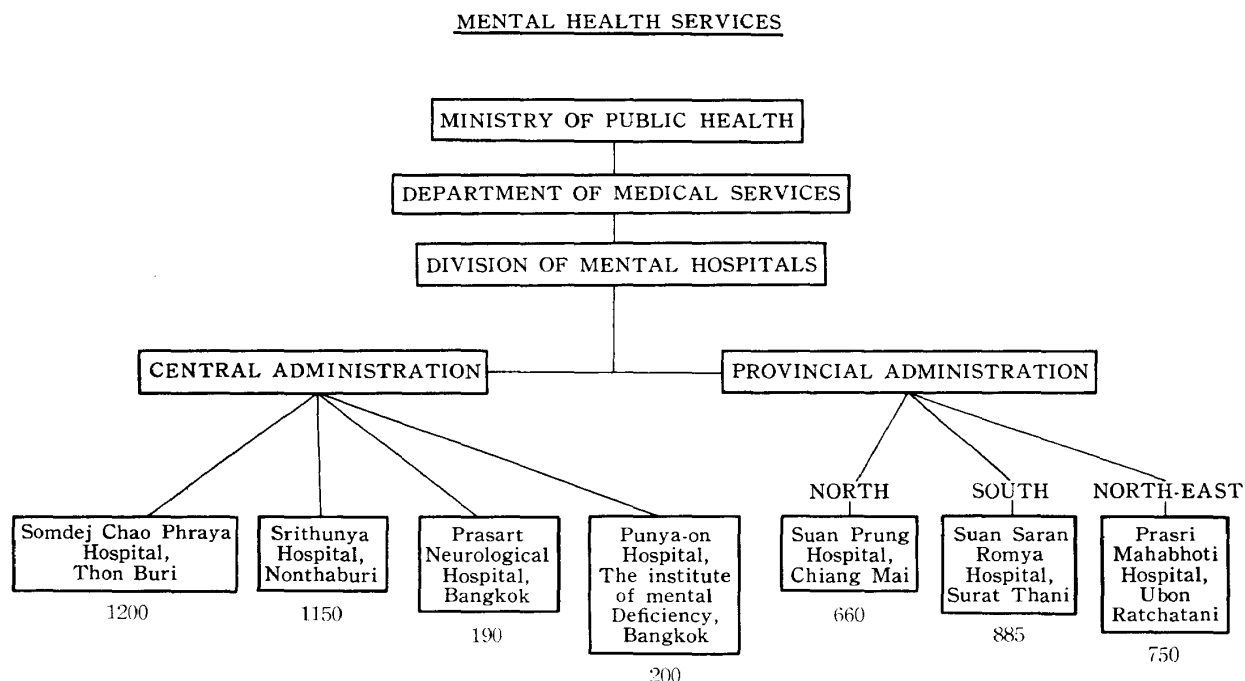 MENTAL HEALTH SERVICES
MINISTRY OF PUBLIC HEALTH
DEPARTMENT OF MEDICAL SERVICES
DIVISION OF MENTAL HOSPITALS
CENTRAL ADMINISTRATION
PROVINCIAL ADMINISTRATION
Somdej Chao Phraya
Hospital,
Thon Buri
1200
Srithunya
Hospital,
Nonthaburi
1150
Prasart
Neurological
Hospital,
Bangkok
190
Punya-on
Hospital,
The institute
of mental
Deficiency,
Bangkok
200
NORTH
Suan Prung
Hospital,
Chiang Mai
660
SOUTH
Suan Saran
Romya
Hospital,
Surat Thani
885
NORTH-EAST
Prasri
Mahabhoti
Hospital,
Ubon
Ratchatani
750